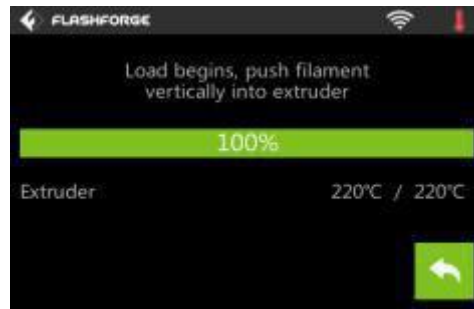 FLASHFORGE
Load begins, push filament
vertically into extruder
100%
Extruder 220℃ / 220℃